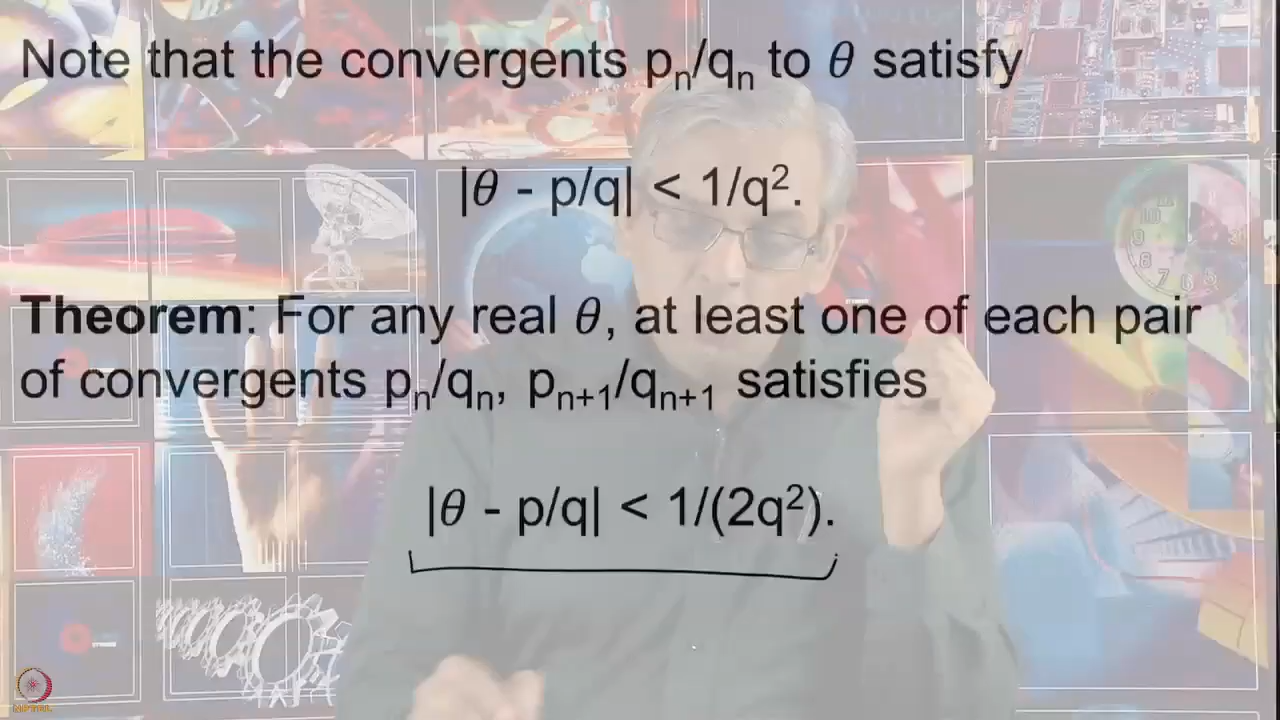 Note that the convergents pₙ/qₙ to θ satisfy
|θ - p/q| < 1/q².
Theorem: For any real θ, at least one of each pair
of convergents pₙ/qₙ, pₙ₊₁/qₙ₊₁ satisfies
|θ - p/q| < 1/(2q²).
NPTEL